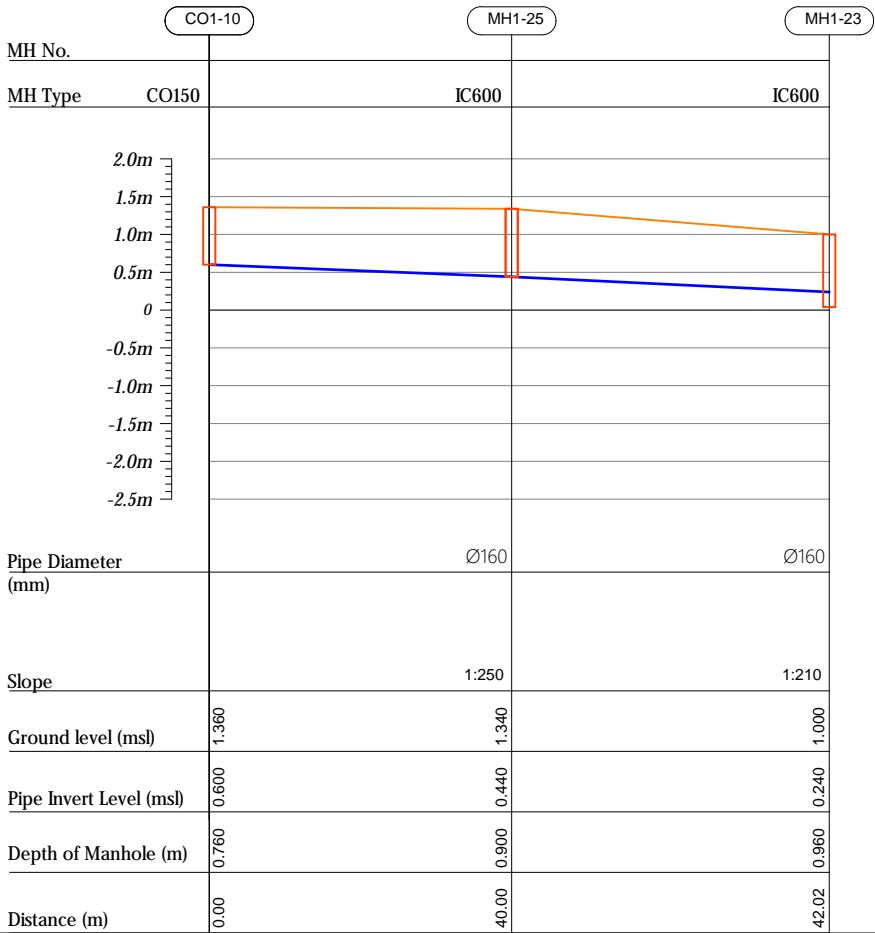 CO1-10 MH1-25 MH1-23
MH No.
MH Type CO150 IC600 IC600
2.0m
1.5m
1.0m
0.5m
0
-0.5m
-1.0m
-1.5m
-2.0m
-2.5m
Pipe Diameter Ø160 Ø160
(mm)
Slope 1:250 1:210
Ground level (msl) 1.360 1.340 1.000
Pipe Invert Level (msl) 0.600 0.440 0.240
Depth of Manhole (m) 0.760 0.900 0.960
Distance (m) 0.00 40.00 42.02